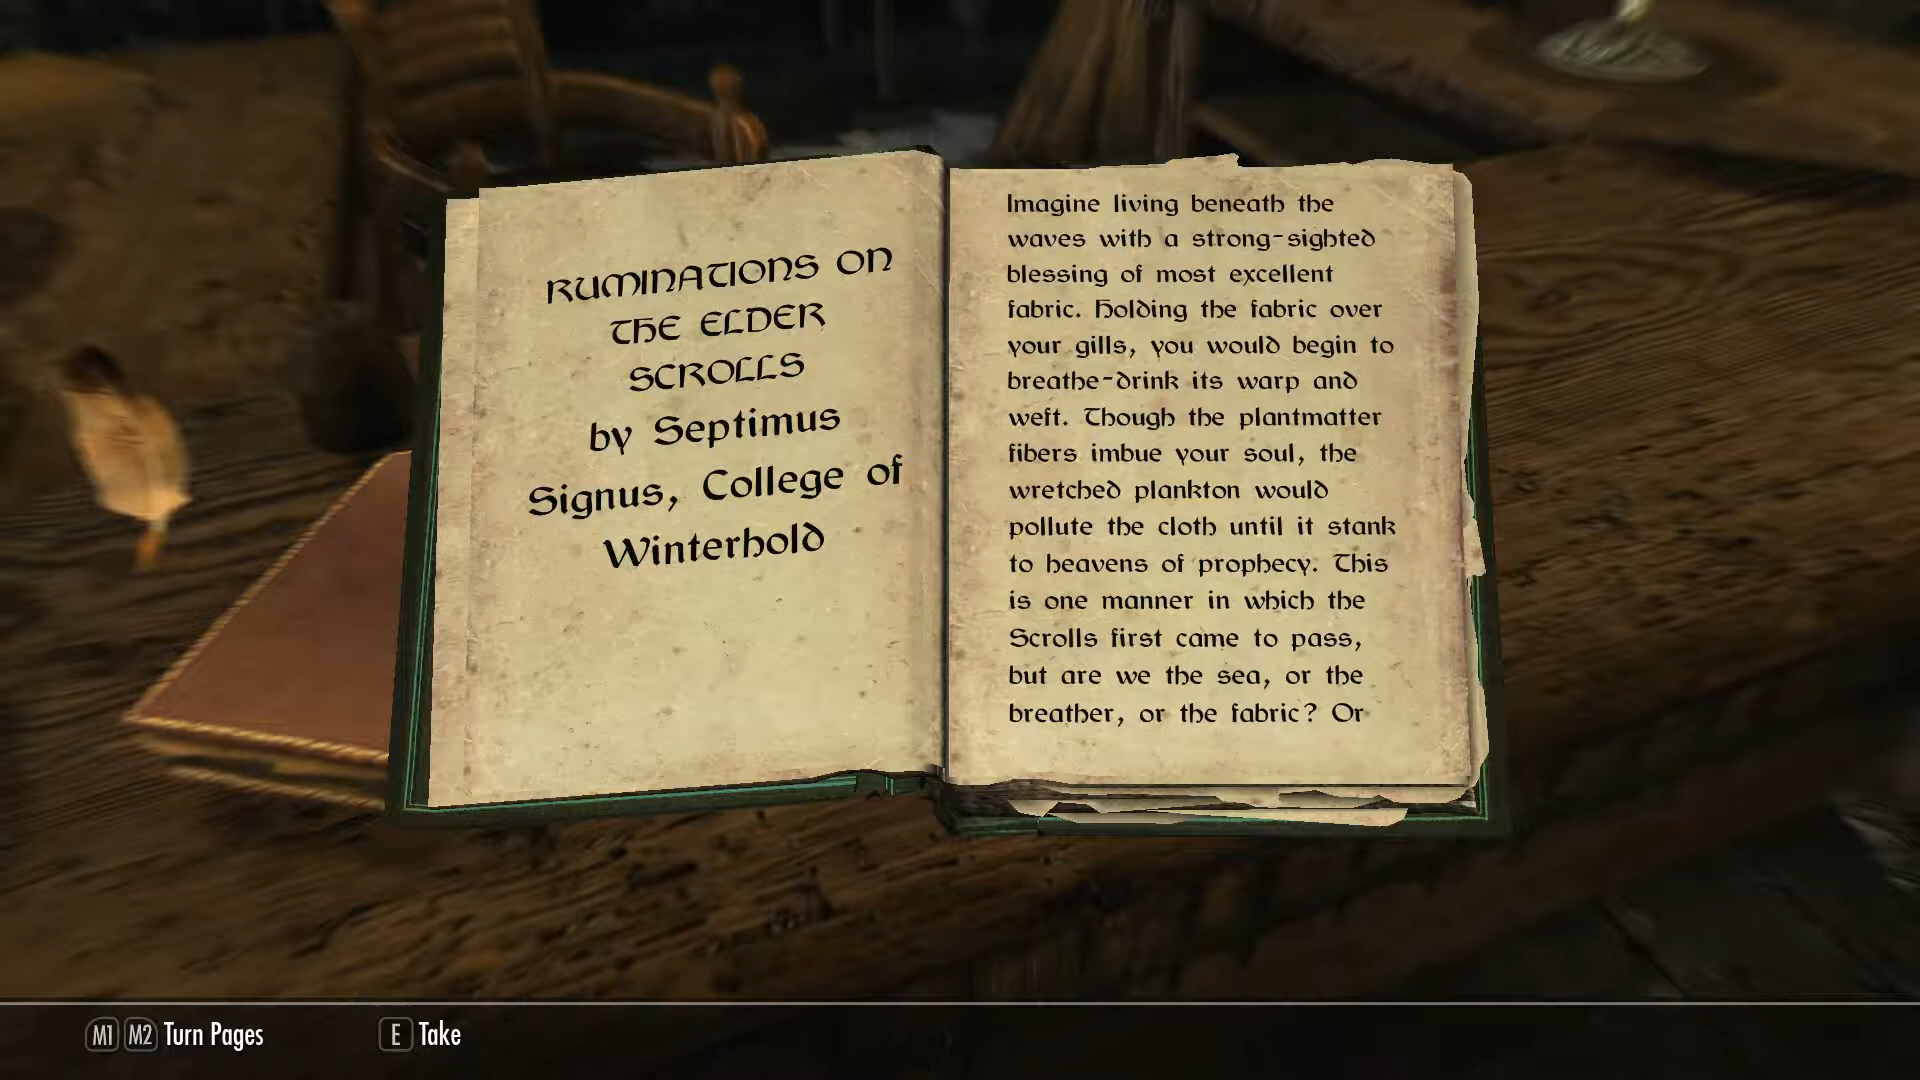 RUMINATIONS ON
THE ELDER
SCROLLS
by Septimus
Signus, College of
Winterhold
Imagine living beneath the
waves with a strong-sighted
blessing of most excellent
fabric. Holding the fabric over
your gills, you would begin to
breathe-drink its warp and
weft. Though the plantmatter
fibers imbue your soul, the
wretched plankton would
pollute the cloth until it stank
to heavens of prophecy. This
is one manner in which the
Scrolls first came to pass,
but are we the sea, or the
breather, or the fabric? Or
M1 M2 Turn Pages
E Take